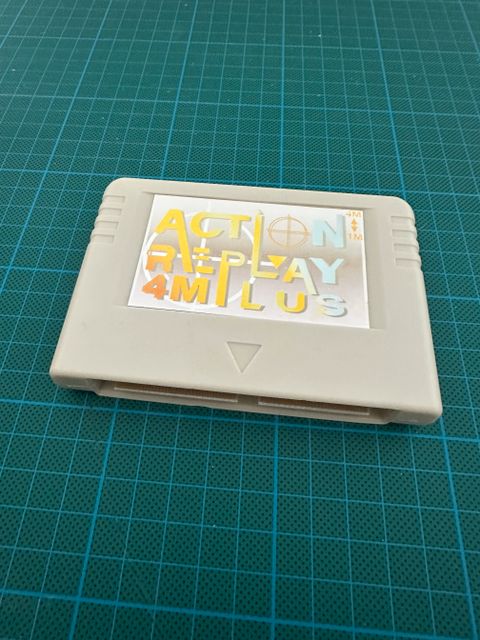 ACTION
REPLAY
4M PLUS
4M
1M